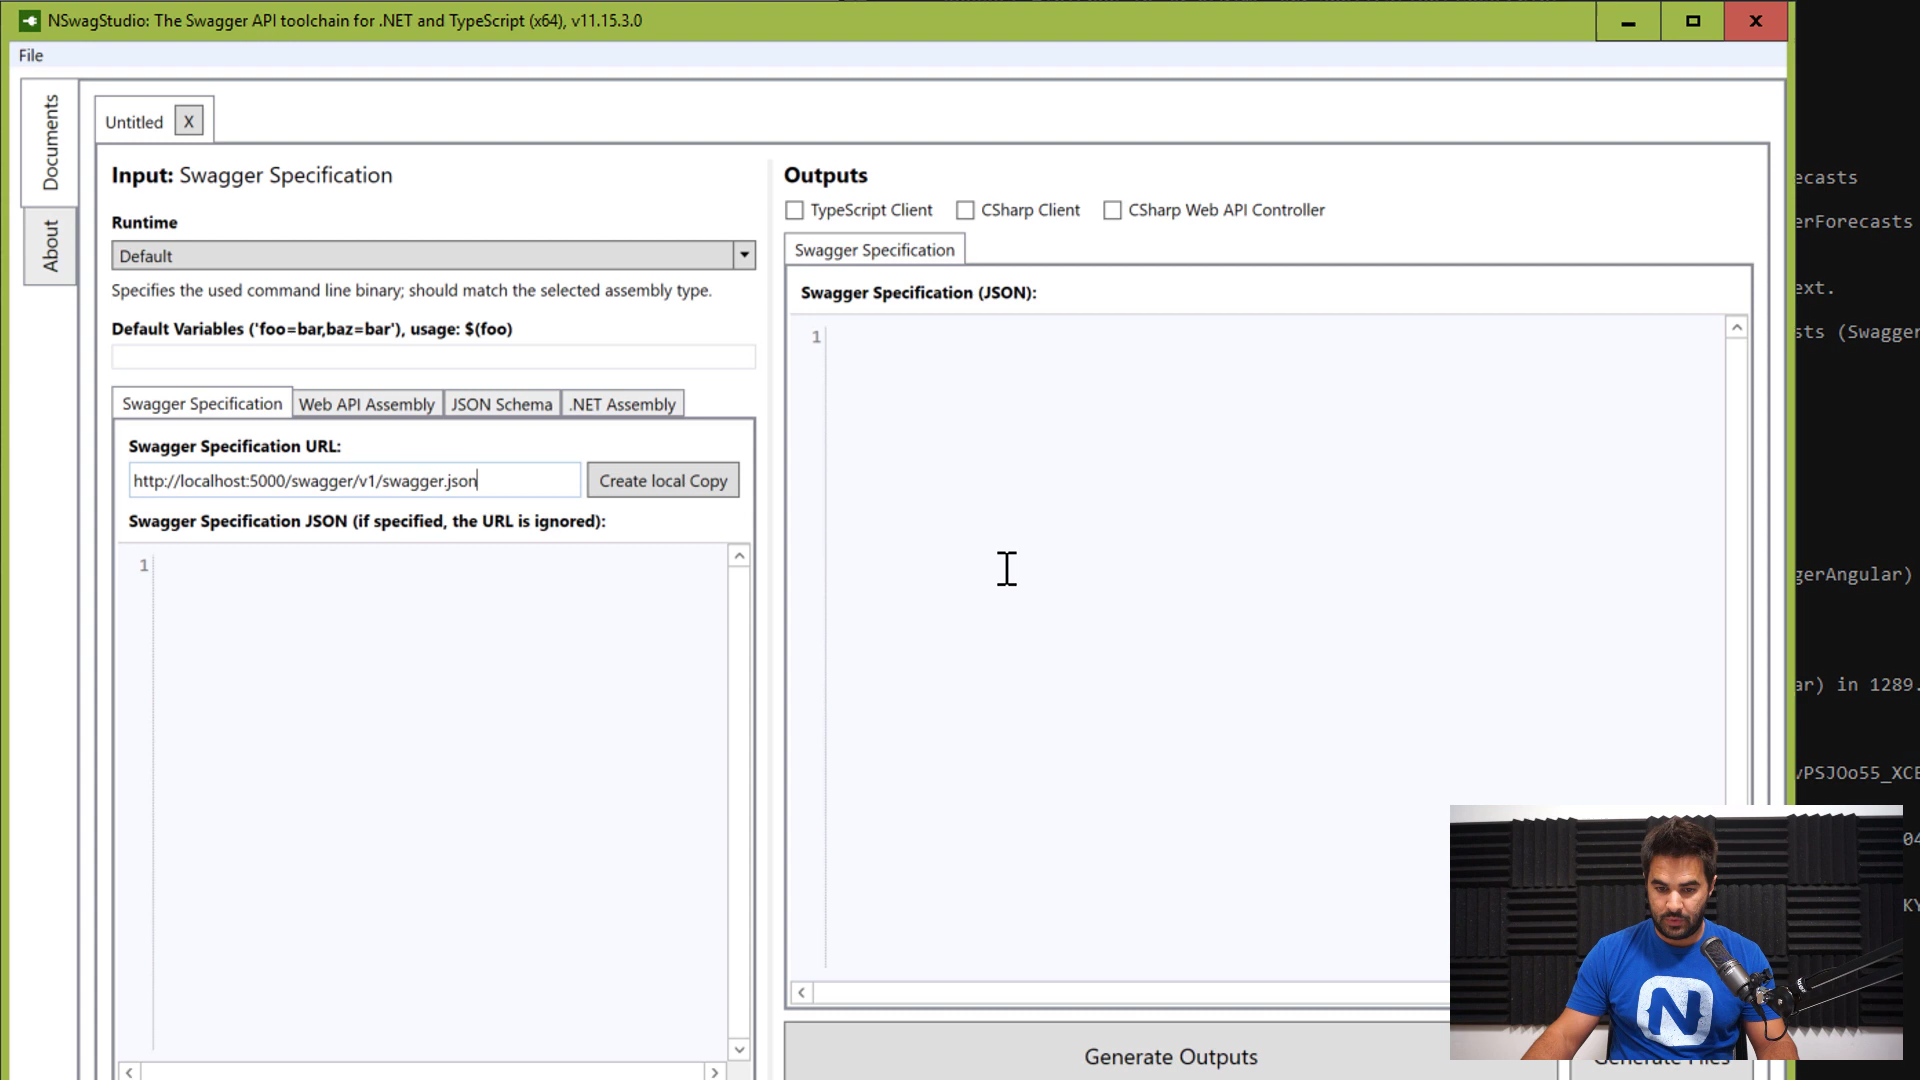 NSwagStudio: The Swagger API toolchain for .NET and TypeScript (x64), v11.15.3.0
File
Documents
About
Untitled X
Input: Swagger Specification
Runtime
Default
Specifies the used command line binary; should match the selected assembly type.
Default Variables ('foo=bar,baz=bar'), usage: $(foo)
Swagger Specification Web API Assembly JSON Schema .NET Assembly
Swagger Specification URL:
http://localhost:5000/swagger/v1/swagger.json Create local Copy
Swagger Specification JSON (if specified, the URL is ignored):
1
Outputs
TypeScript Client CSharp Client CSharp Web API Controller
Swagger Specification
Swagger Specification (JSON):
1
Generate Outputs
Generate Files
ecasts
erForecasts
ext.
sts (Swagger
gerAngular)
ar) in 1289.
vPSJOo55_XCE
04
KY
N